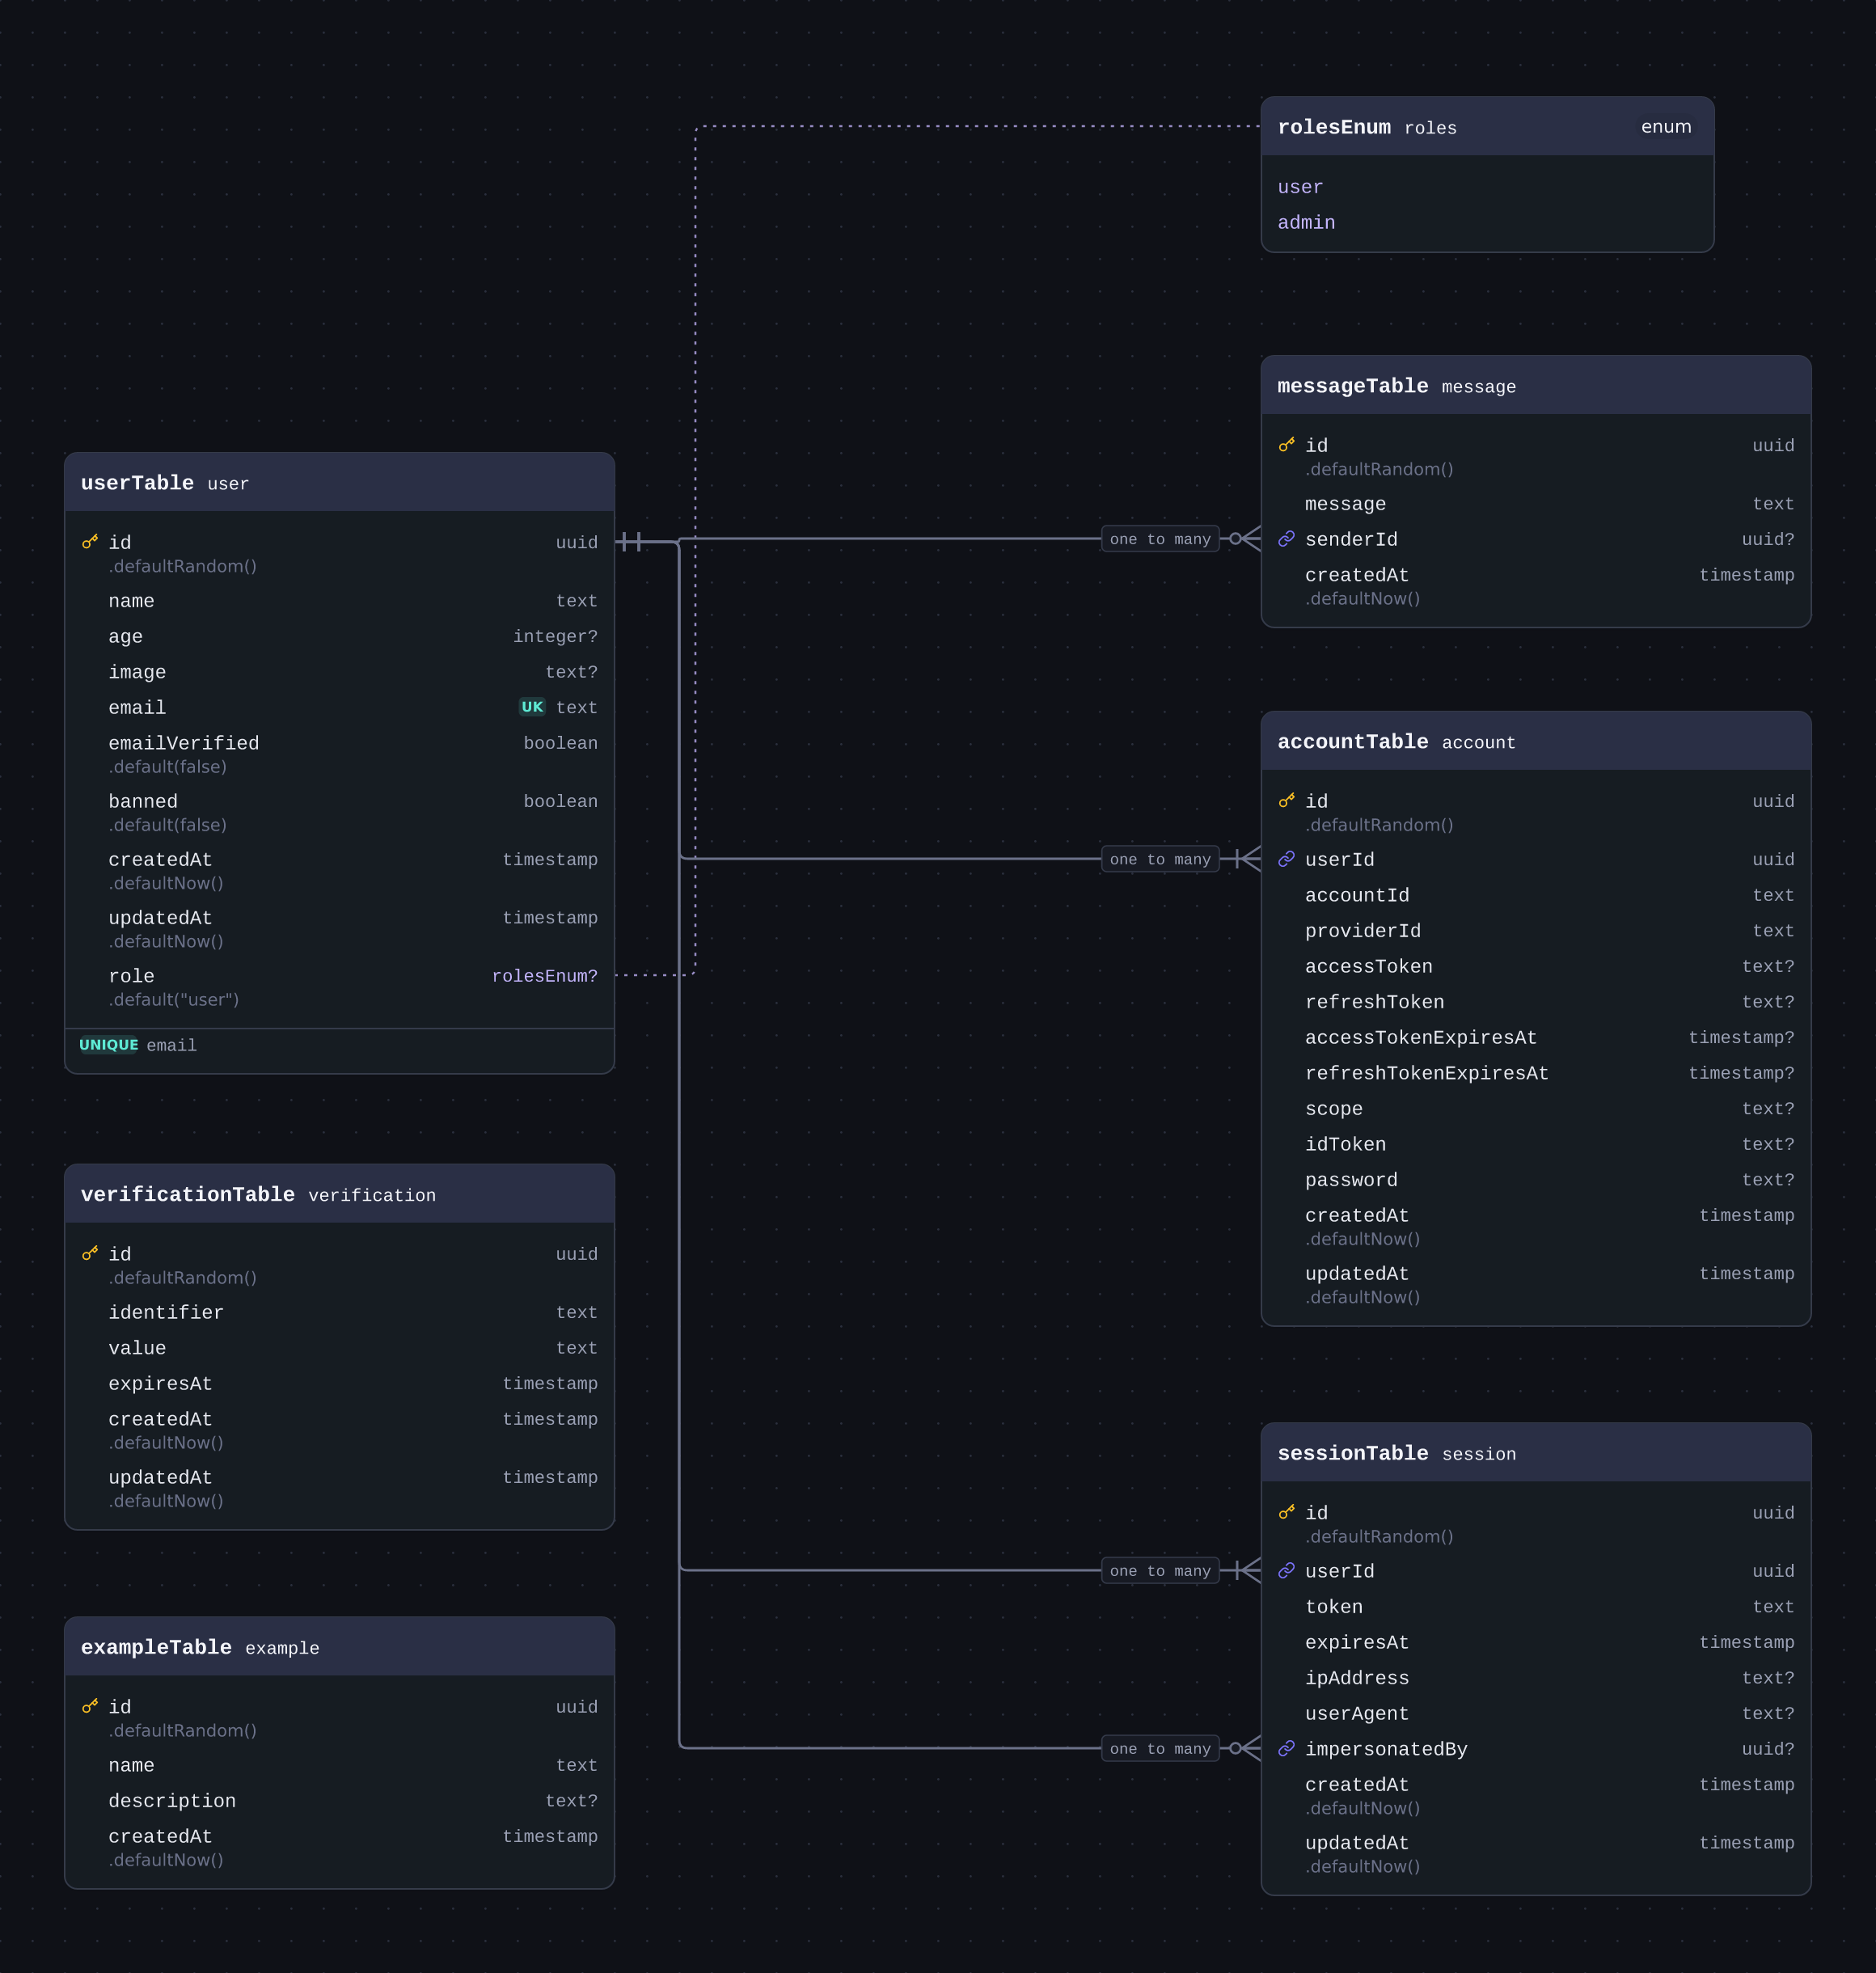 rolesEnum roles enum
user
admin
messageTable message
id uuid
.defaultRandom()
message text
one to many
senderId uuid?
createdAt timestamp
.defaultNow()
userTable user
id uuid
.defaultRandom()
name text
age integer?
image text?
email UK text
emailVerified boolean
.default(false)
banned boolean
.default(false)
createdAt timestamp
.defaultNow()
updatedAt timestamp
.defaultNow()
role rolesEnum?
.default("user")
UNIQUE email
accountTable account
id uuid
.defaultRandom()
one to many
userId uuid
accountId text
providerId text
accessToken text?
refreshToken text?
accessTokenExpiresAt timestamp?
refreshTokenExpiresAt timestamp?
scope text?
idToken text?
password text?
createdAt timestamp
.defaultNow()
updatedAt timestamp
.defaultNow()
verificationTable verification
id uuid
.defaultRandom()
identifier text
value text
expiresAt timestamp
createdAt timestamp
.defaultNow()
updatedAt timestamp
.defaultNow()
sessionTable session
id uuid
.defaultRandom()
one to many
userId uuid
token text
expiresAt timestamp
ipAddress text?
userAgent text?
one to many
impersonatedBy uuid?
createdAt timestamp
.defaultNow()
updatedAt timestamp
.defaultNow()
exampleTable example
id uuid
.defaultRandom()
name text
description text?
createdAt timestamp
.defaultNow()